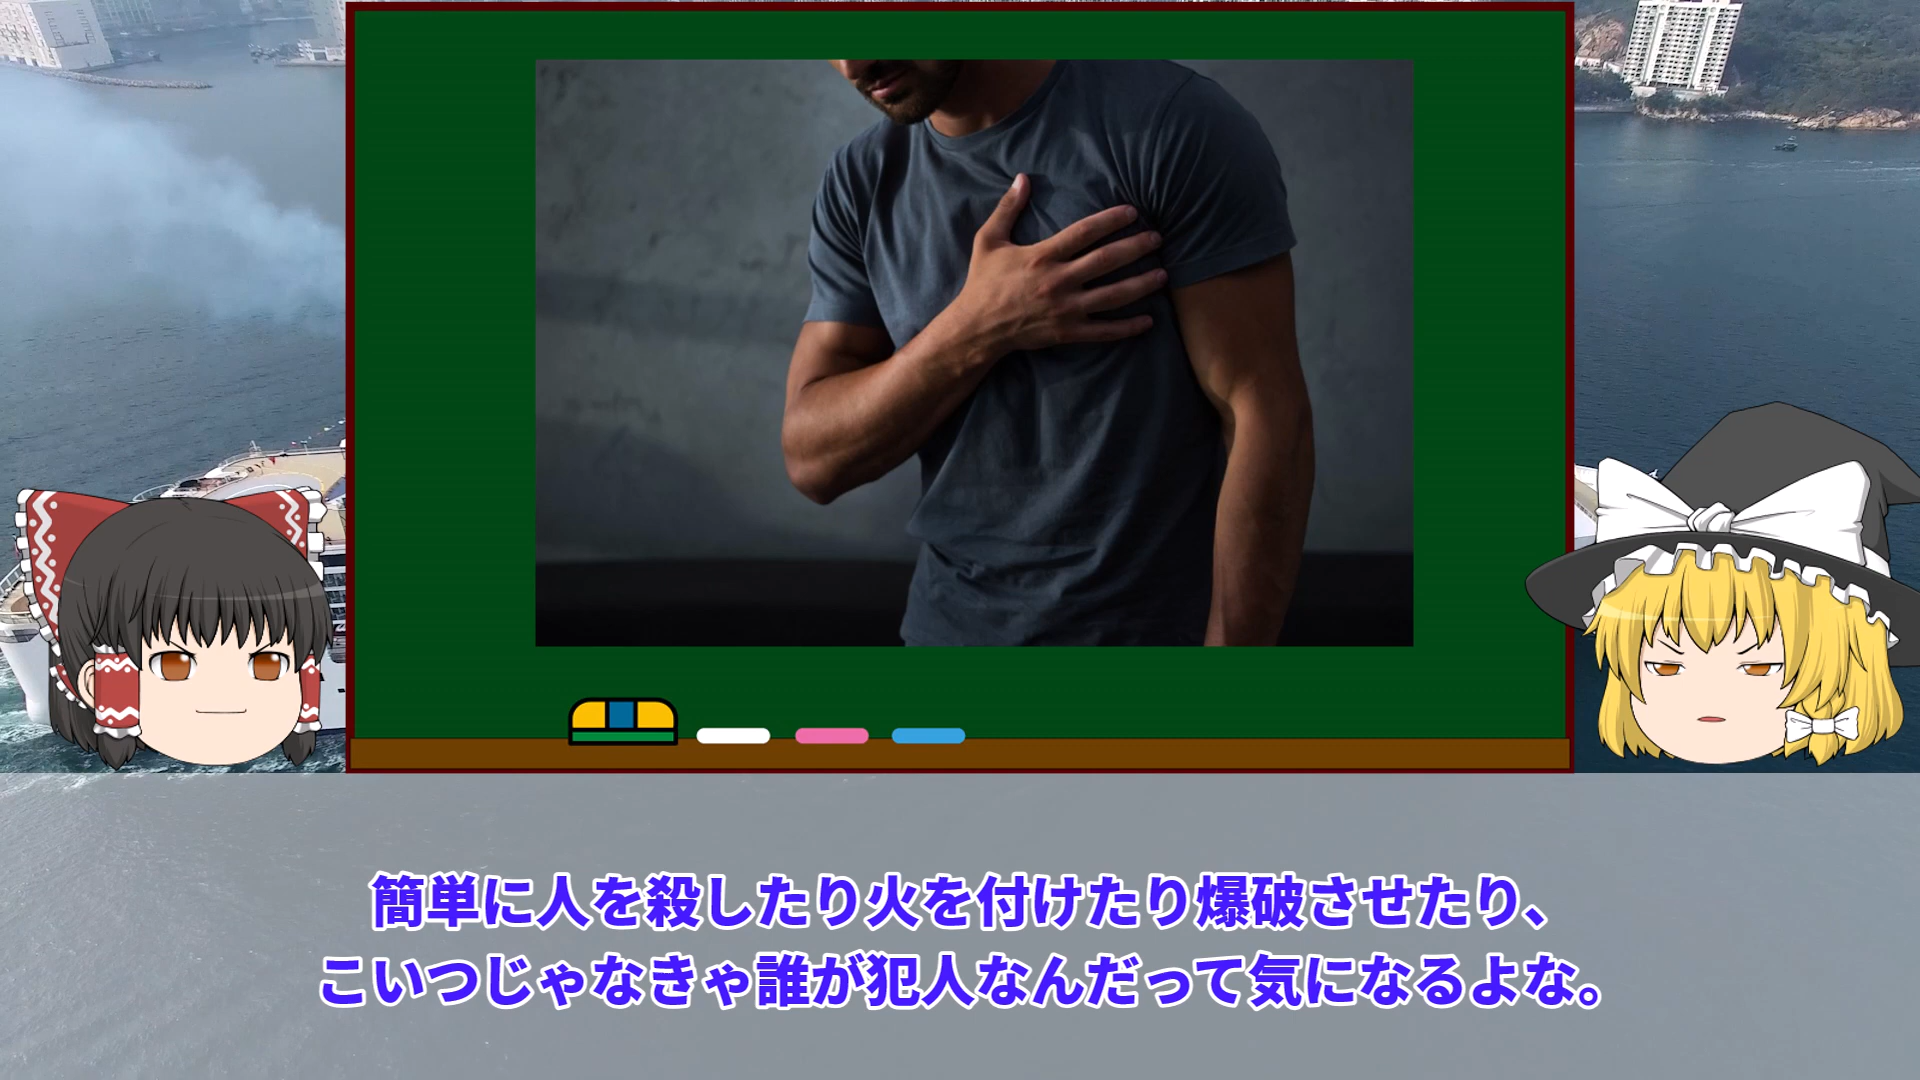 簡単に人を殺したり火を付けたり爆破させたり、
こいつじゃなきゃ誰が犯人なんだって気になるよな。